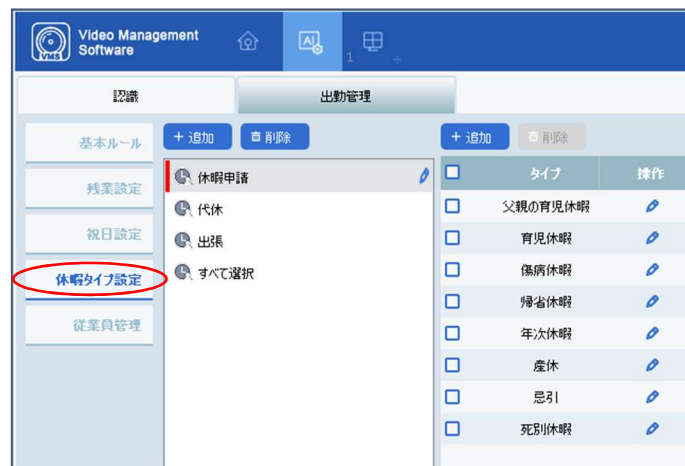 Video Management
Software
VMS
AI
1
+
認識
出勤管理
基本ルール
残業設定
祝日設定
休暇タイプ設定
従業員管理
+ 追加
削除
休暇申請
代休
出張
すべて選択
+ 追加
削除
タイプ
操作
父親の育児休暇
育児休暇
傷病休暇
帰省休暇
年次休暇
産休
忌引
死別休暇